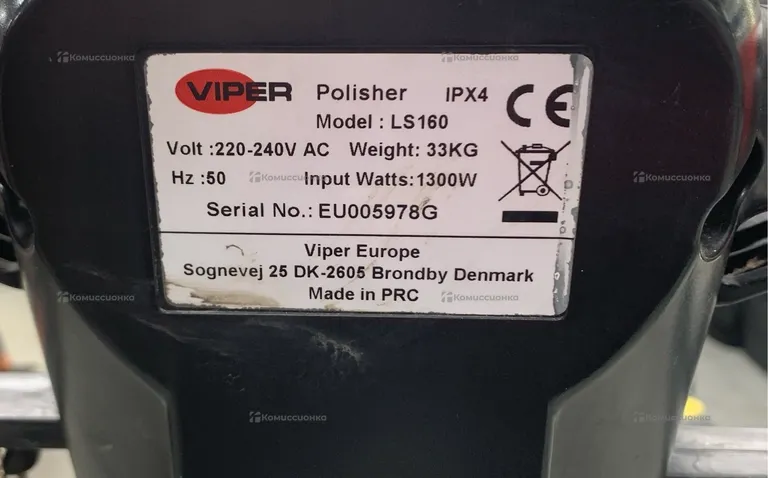 Комиссионка Комиссионка Комиссионка
VIPER Polisher IPX4 CE
Model : LS160
Volt :220-240V AC Weight: 33KG
Hz :50 Комиссионка Input Watts:1300W Комиссионка
Serial No.: EU005978G
Viper Europe
Sognevej 25 DK-2605 Brondby Denmark
Made in PRC
Комиссионка Комиссионка Комиссионка
Комиссионка Комиссионка